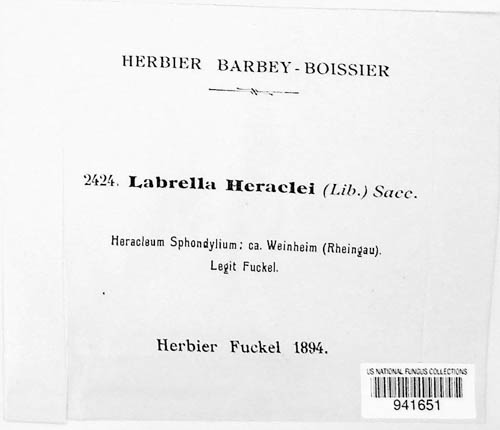 HERBIER BARBEY-BOISSIER
2424. Labrella Heraclei (Lib.) Sacc.
Heracleum Sphondylium; ca. Weinheim (Rheingau).
Legit Fuckel.
Herbier Fuckel 1894.
US NATIONAL FUNGUS COLLECTIONS
941651